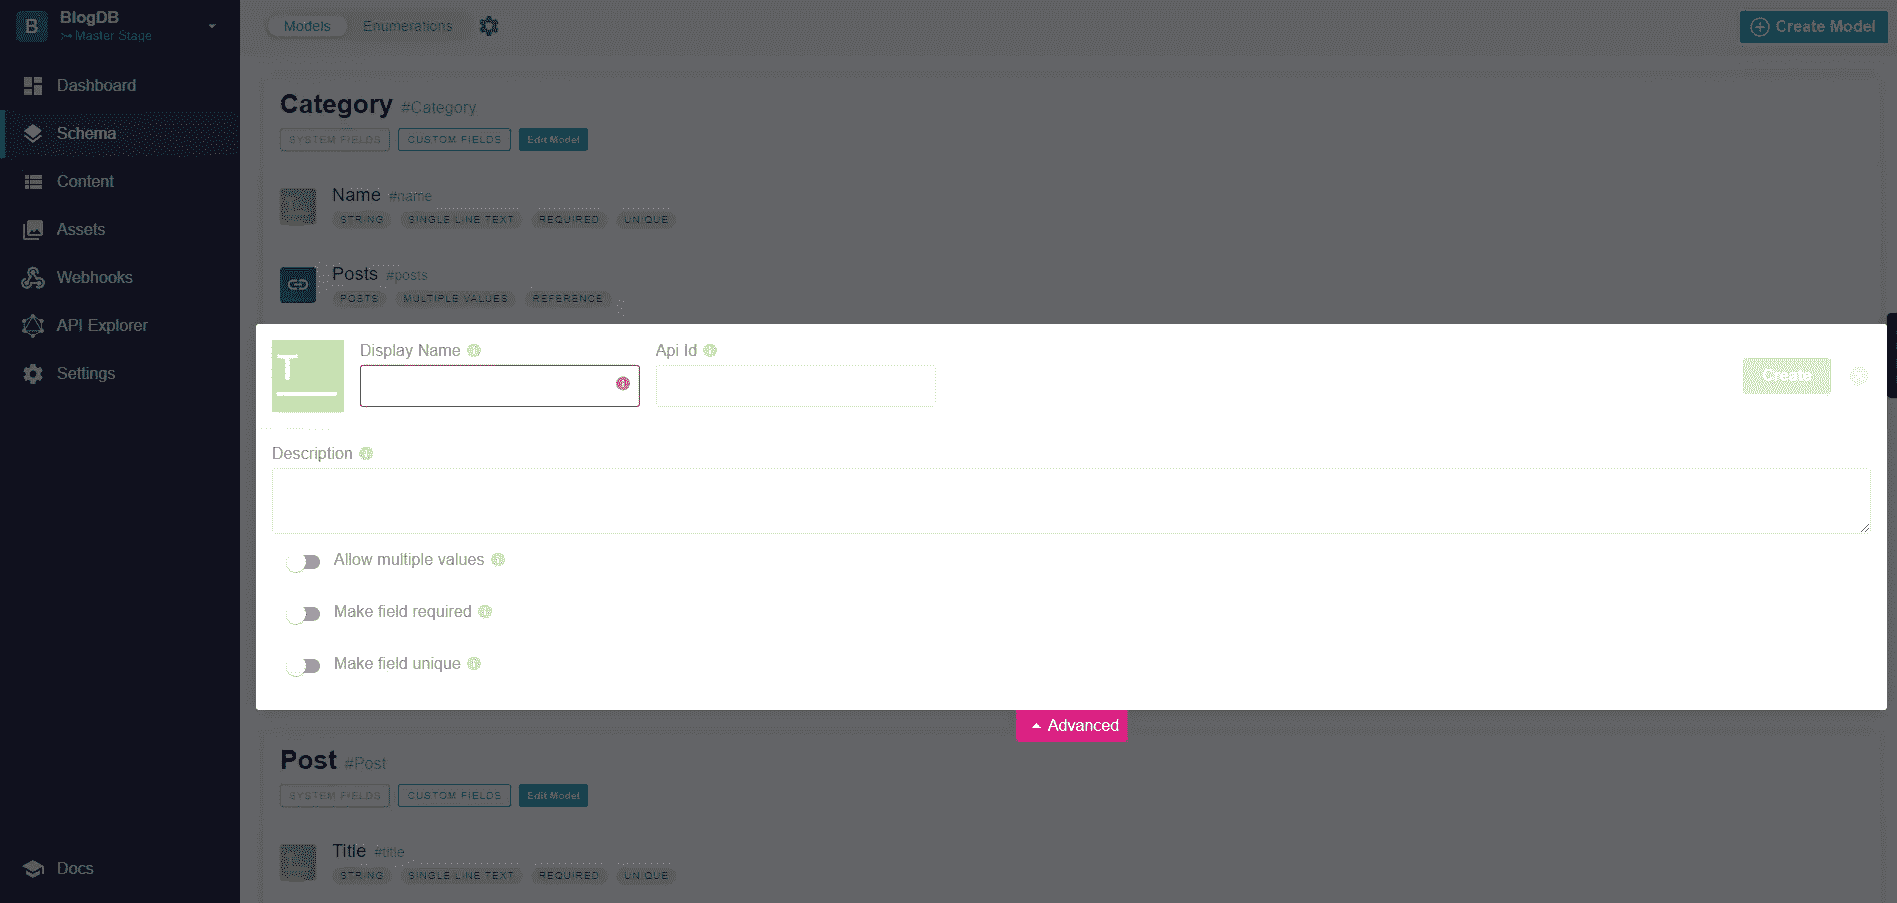 B BlogDB
Master Stage
Dashboard
Schema
Content
Assets
Webhooks
API Explorer
Settings
Docs
Models Enumerations
Create Model
Category #Category
SYSTEM FIELDS CUSTOM FIELDS Edit Model
Name #name
STRING SINGLE LINE TEXT REQUIRED UNIQUE
Posts #posts
POSTS MULTIPLE VALUES REFERENCE
T
Display Name Api Id
Create
Description
Allow multiple values
Make field required
Make field unique
Advanced
Post #Post
SYSTEM FIELDS CUSTOM FIELDS Edit Model
Title #title
STRING SINGLE LINE TEXT REQUIRED UNIQUE